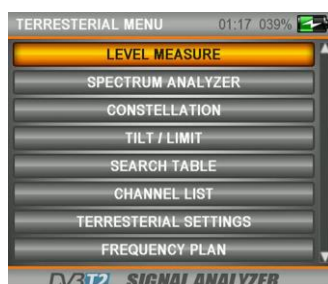 TERRESTERIAL MENU 01:17 039%
LEVEL MEASURE
SPECTRUM ANALYZER
CONSTELLATION
TILT / LIMIT
SEARCH TABLE
CHANNEL LIST
TERRESTERIAL SETTINGS
FREQUENCY PLAN
DVBT2 SIGNAL ANALYZER